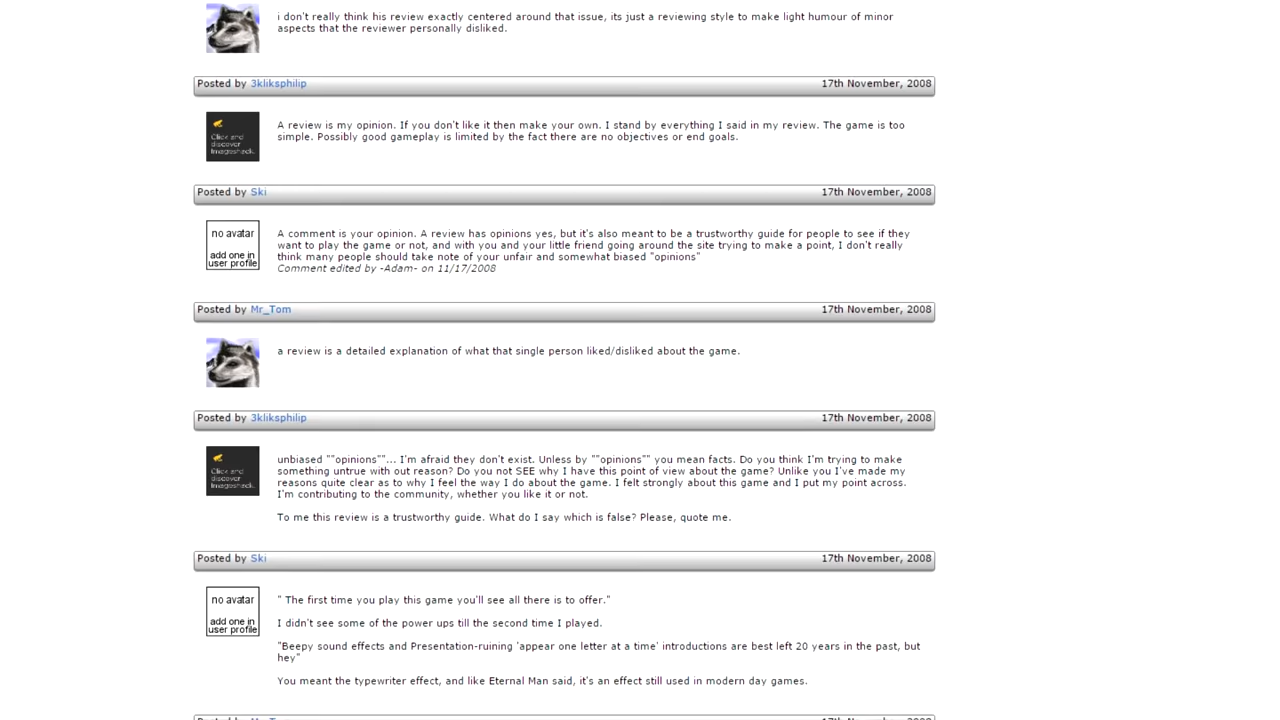 i don't really think his review exactly centered around that issue, its just a reviewing style to make light humour of minor
aspects that the reviewer personally disliked.
Posted by 3kliksphilip 17th November, 2008
Click and
discover
Imageshack.
A review is my opinion. If you don't like it then make your own. I stand by everything I said in my review. The game is too
simple. Possibly good gameplay is limited by the fact there are no objectives or end goals.
Posted by Ski 17th November, 2008
no avatar
add one in
user profile
A comment is your opinion. A review has opinions yes, but it's also meant to be a trustworthy guide for people to see if they
want to play the game or not, and with you and your little friend going around the site trying to make a point, I don't really
think many people should take note of your unfair and somewhat biased "opinions"
Comment edited by -Adam- on 11/17/2008
Posted by Mr_Tom 17th November, 2008
a review is a detailed explanation of what that single person liked/disliked about the game.
Posted by 3kliksphilip 17th November, 2008
Click and
discover
Imageshack.
unbiased ""opinions""... I'm afraid they don't exist. Unless by ""opinions"" you mean facts. Do you think I'm trying to make
something untrue with out reason? Do you not SEE why I have this point of view about the game? Unlike you I've made my
reasons quite clear as to why I feel the way I do about the game. I felt strongly about this game and I put my point across.
I'm contributing to the community, whether you like it or not.
To me this review is a trustworthy guide. What do I say which is false? Please, quote me.
Posted by Ski 17th November, 2008
no avatar
add one in
user profile
" The first time you play this game you'll see all there is to offer."
I didn't see some of the power ups till the second time I played.
"Beepy sound effects and Presentation-ruining 'appear one letter at a time' introductions are best left 20 years in the past, but
hey"
You meant the typewriter effect, and like Eternal Man said, it's an effect still used in modern day games.